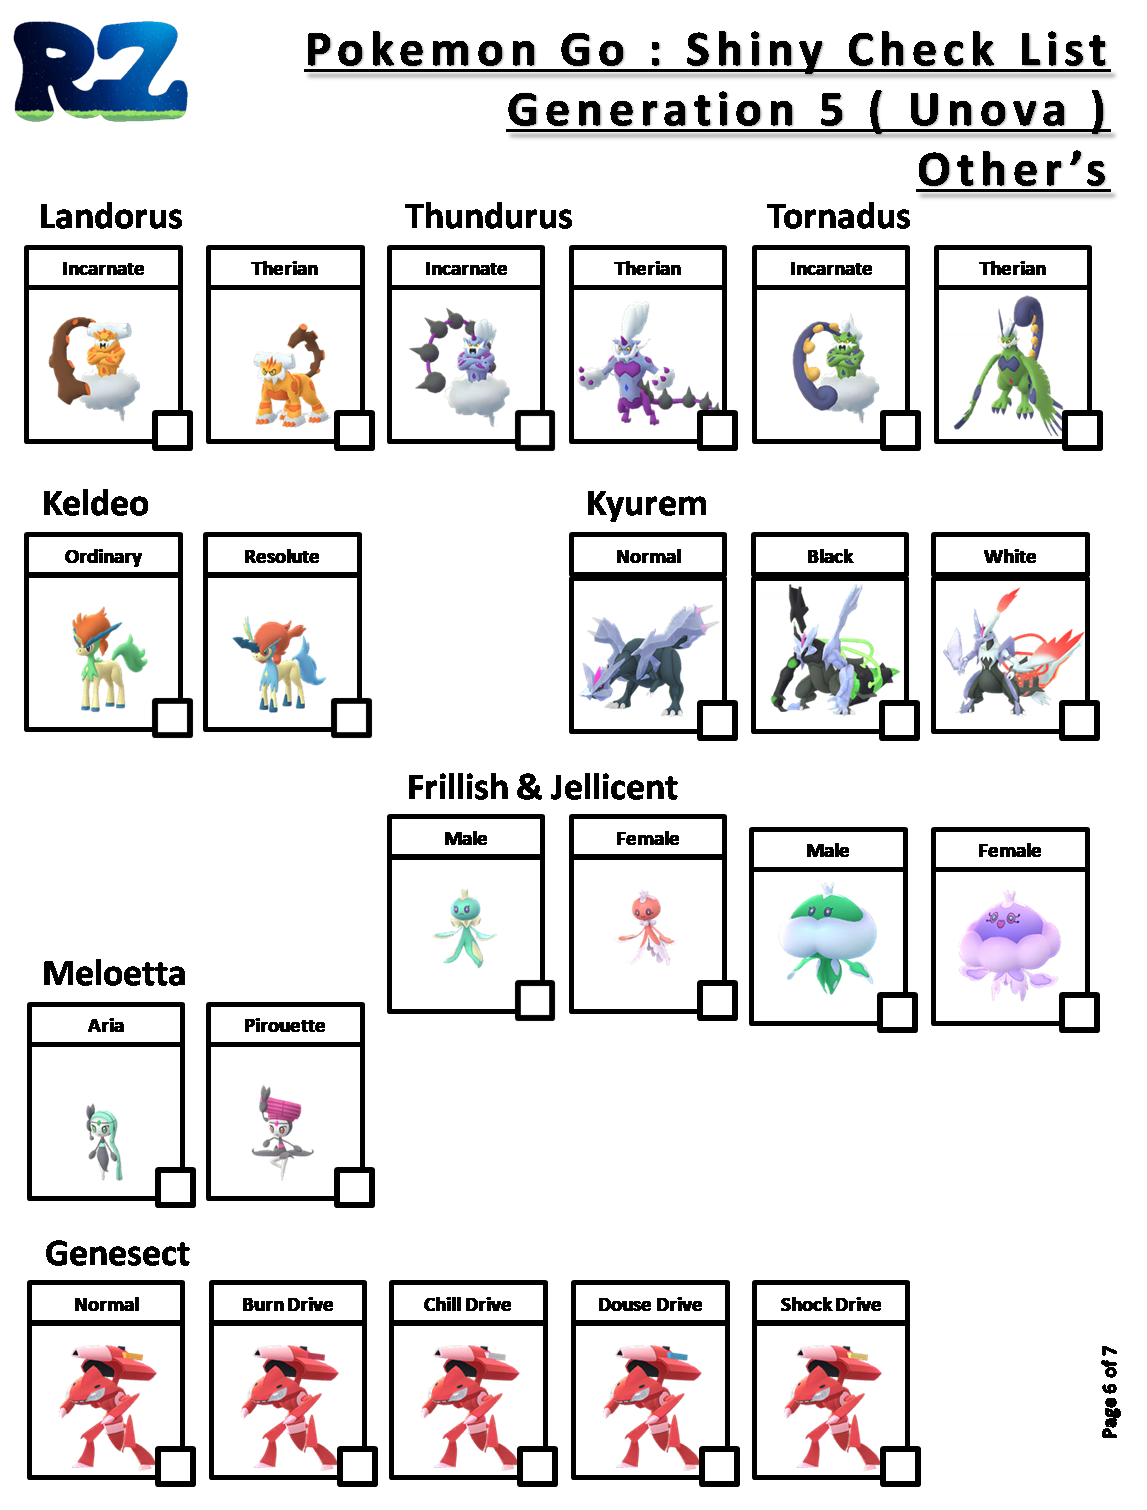 RZ
Pokemon Go : Shiny Check List
Generation 5 ( Unova )
Other's
Landorus Thundurus Tornadus
Incarnate Therian Incarnate Therian Incarnate Therian
Keldeo Kyurem
Ordinary Resolute Normal Black White
Frillish & Jellicent
Male Female Male Female
Meloetta
Aria Pirouette
Genesect
Normal Burn Drive Chill Drive Douse Drive Shock Drive
Page 6 of 7